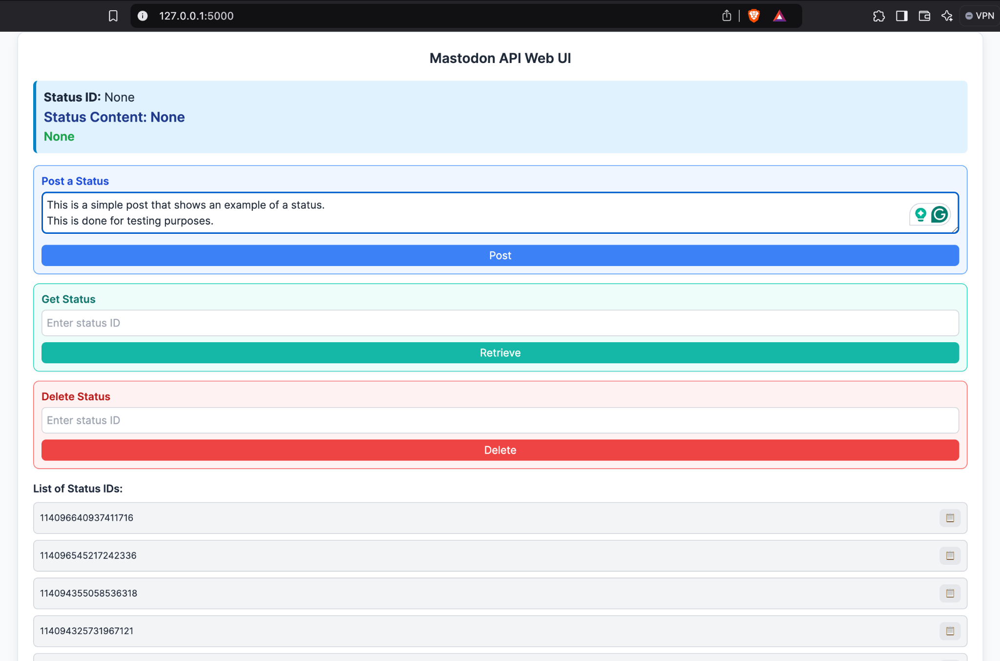 127.0.0.1:5000
VPN
Mastodon API Web UI
Status ID: None
Status Content: None
None
Post a Status
This is a simple post that shows an example of a status.
This is done for testing purposes.
Post
Get Status
Enter status ID
Retrieve
Delete Status
Enter status ID
Delete
List of Status IDs:
114096640937411716
114096545217242336
114094355058536318
114094325731967121